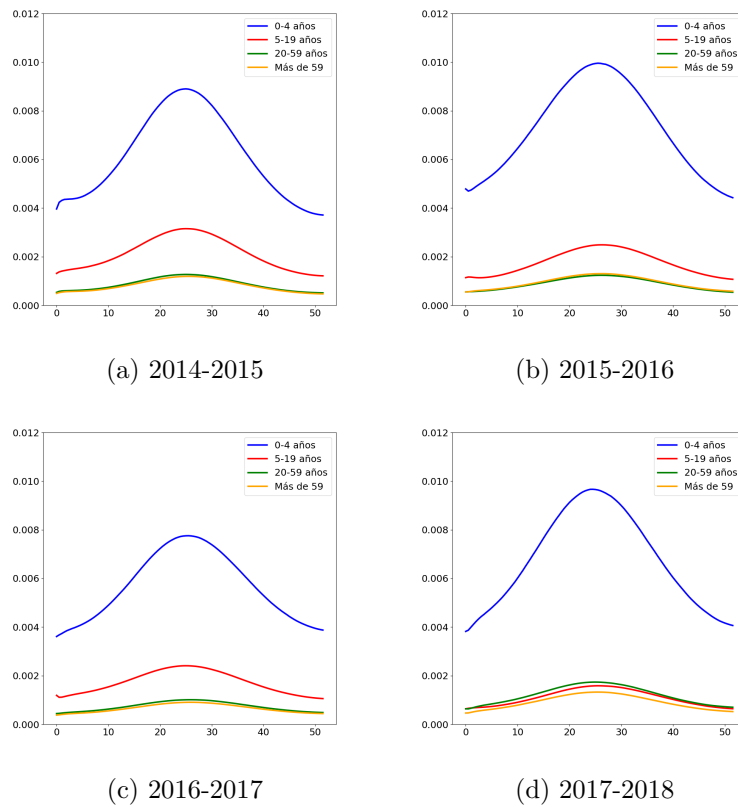 0.012
0.010
0.008
0.006
0.004
0.002
0.000
0 10 20 30 40 50
0-4 años
5-19 años
20-59 años
Más de 59
(a) 2014-2015
0.012
0.010
0.008
0.006
0.004
0.002
0.000
0 10 20 30 40 50
0-4 años
5-19 años
20-59 años
Más de 59
(b) 2015-2016
0.012
0.010
0.008
0.006
0.004
0.002
0.000
0 10 20 30 40 50
0-4 años
5-19 años
20-59 años
Más de 59
(c) 2016-2017
0.012
0.010
0.008
0.006
0.004
0.002
0.000
0 10 20 30 40 50
0-4 años
5-19 años
20-59 años
Más de 59
(d) 2017-2018